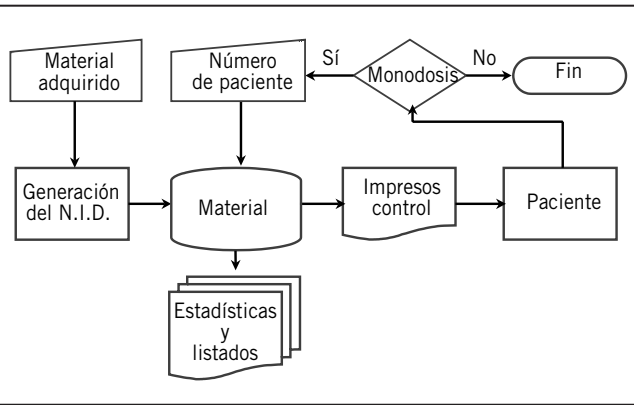 Material
adquirido
Número
de paciente
Sí
Monodosis
No
Fin
Generación
del N.I.D.
Material
Impresos
control
Paciente
Estadísticas
y
listados